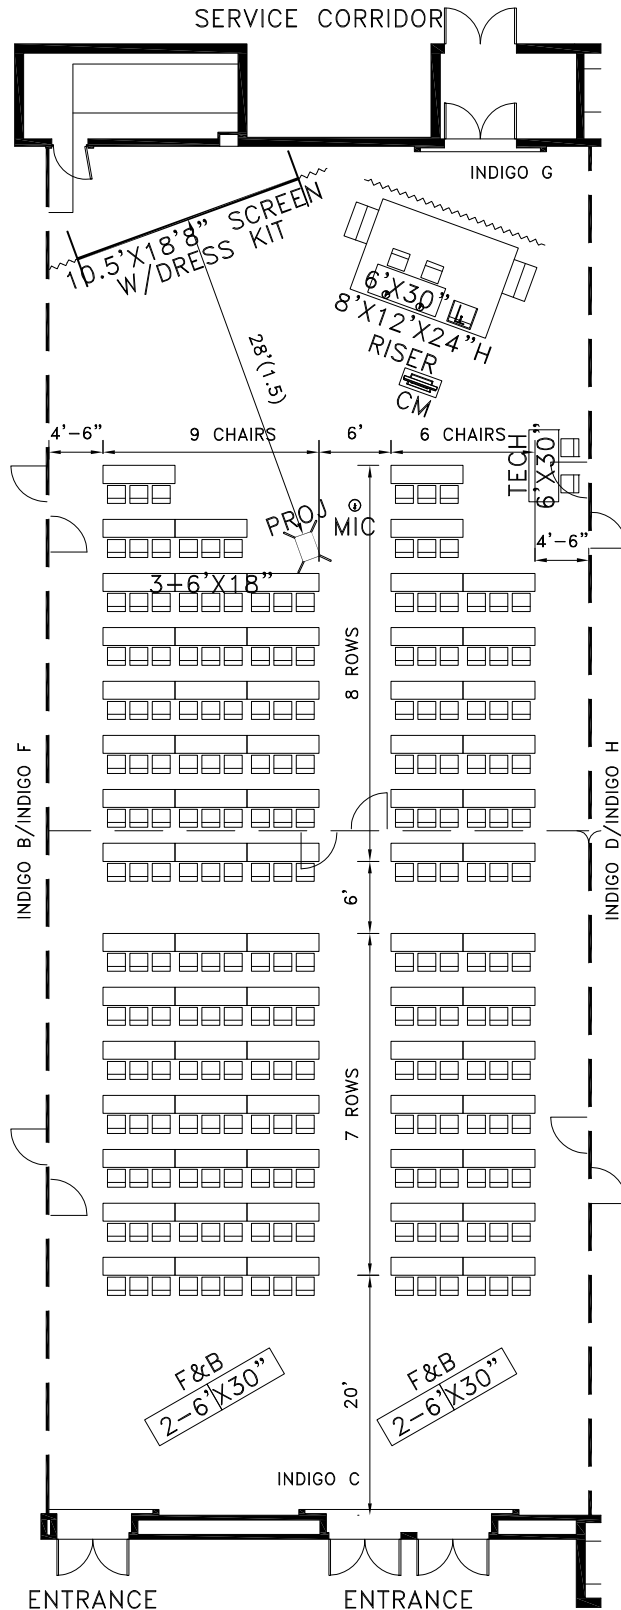 SERVICE CORRIDOR
INDIGO G
10.5'X18'8" SCREEN
W/DRESS KIT
6'X30"
8'X12'X24"H
RISER
CM
28'(1.5)
4'-6"
9 CHAIRS
6'
6 CHAIRS
TECH
6'X30"
PROJ
MIC
4'-6"
3-6'X18"
8 ROWS
INDIGO B/INDIGO F
INDIGO D/INDIGO H
6'
7 ROWS
F&B
2-6'X30"
F&B
2-6'X30"
20'
INDIGO C
ENTRANCE
ENTRANCE